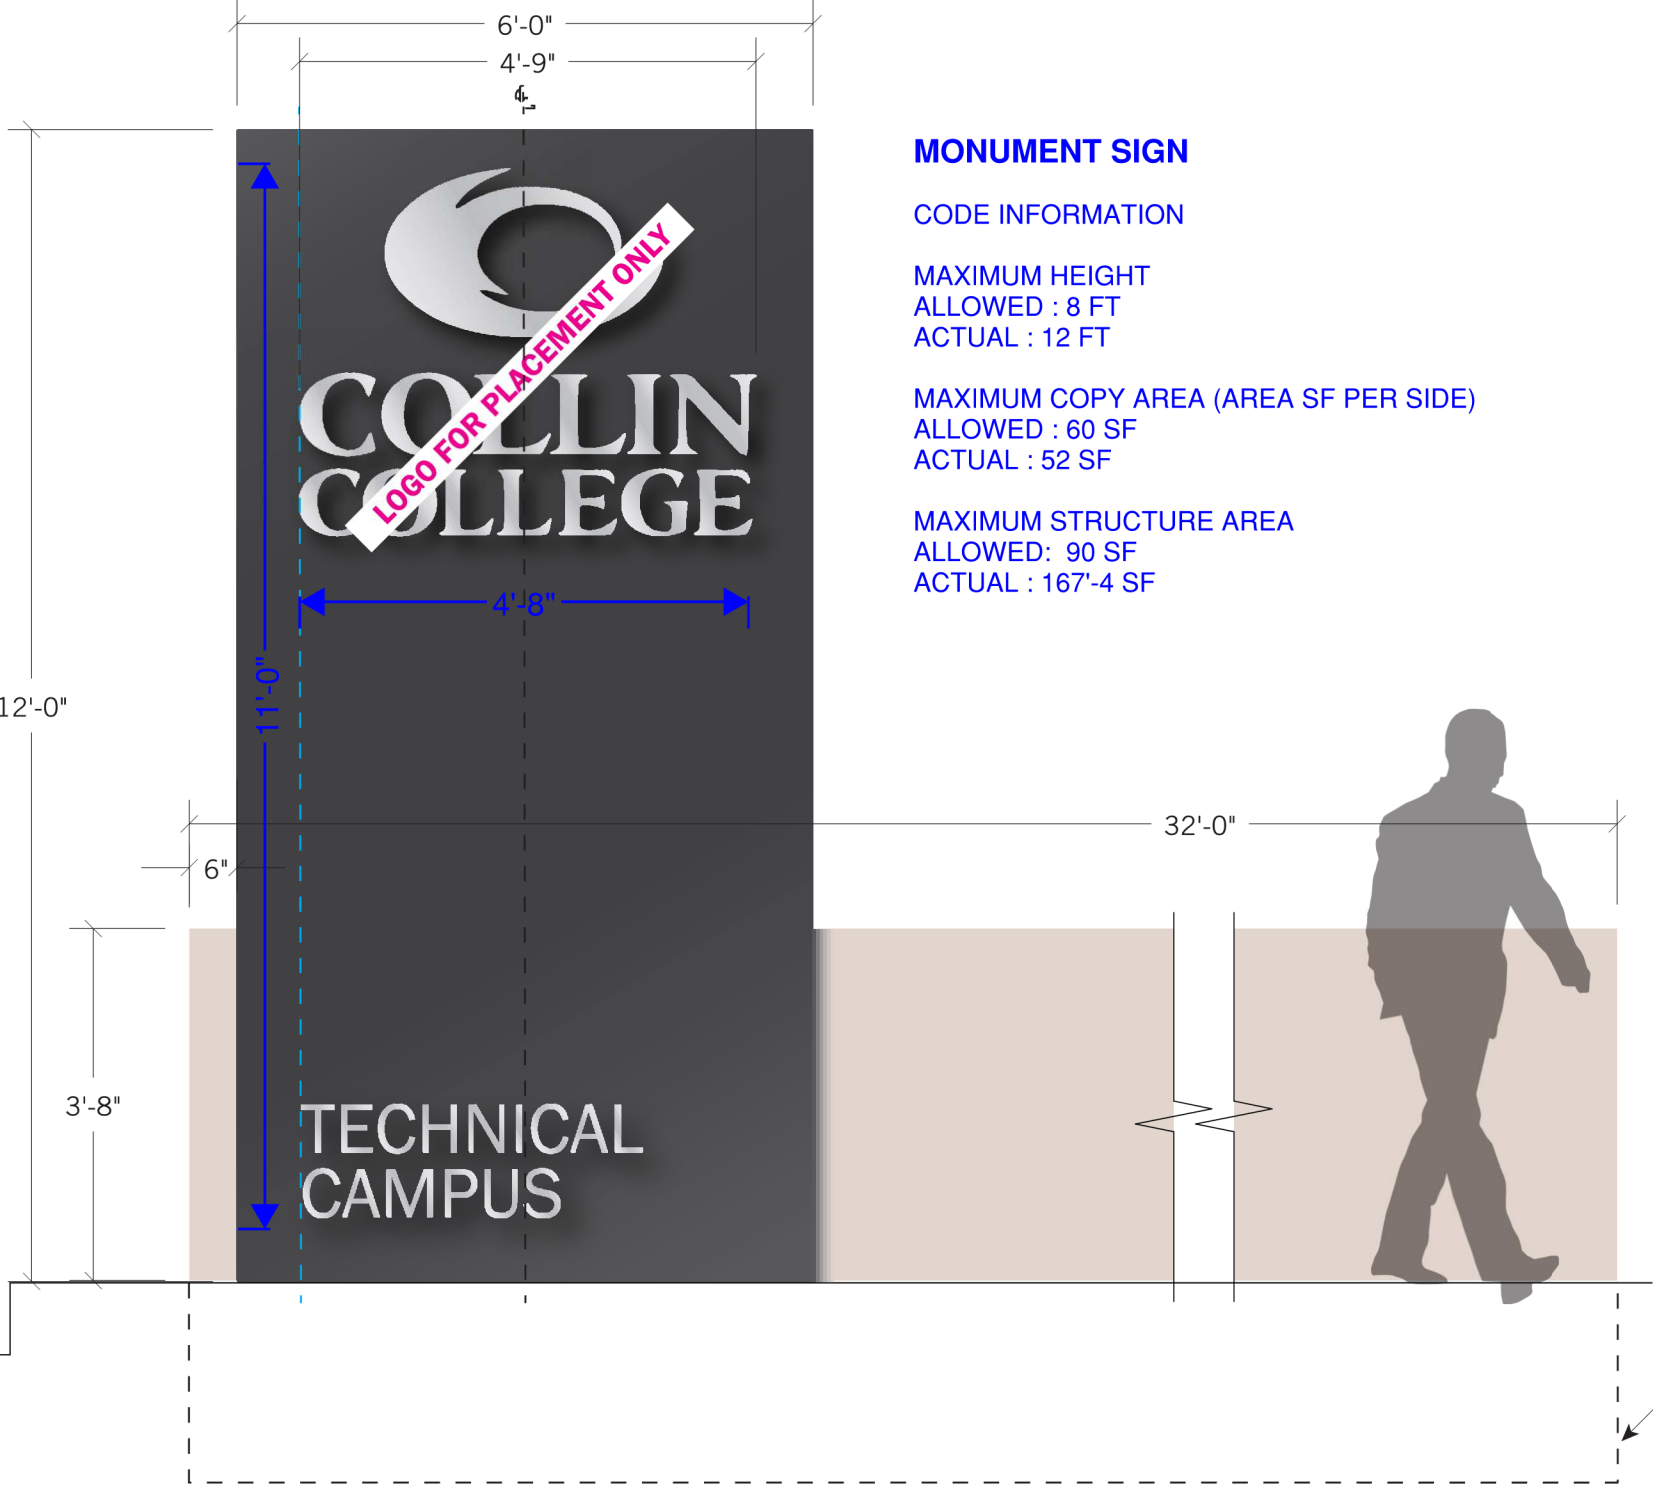 6'-0"
4'-9"
MONUMENT SIGN
CODE INFORMATION
MAXIMUM HEIGHT
ALLOWED : 8 FT
ACTUAL : 12 FT
MAXIMUM COPY AREA (AREA SF PER SIDE)
ALLOWED : 60 SF
ACTUAL : 52 SF
MAXIMUM STRUCTURE AREA
ALLOWED:  90 SF
ACTUAL : 167'-4 SF
LOGO FOR PLACEMENT ONLY
COLLIN
COLLEGE
4'-8"
11'-0"
12'-0"
32'-0"
6"
3'-8"
TECHNICAL
CAMPUS